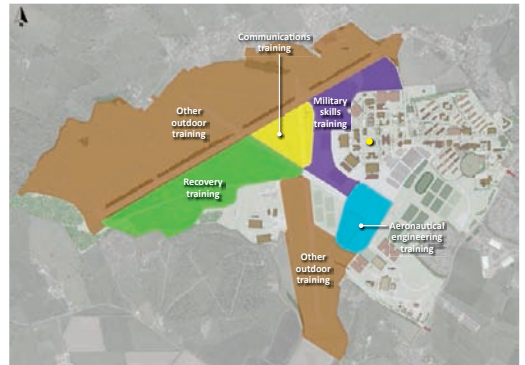 Communications
training
Military
skills
training
Other
outdoor
training
Recovery
training
Aeronautical
engineering
training
Other
outdoor
training